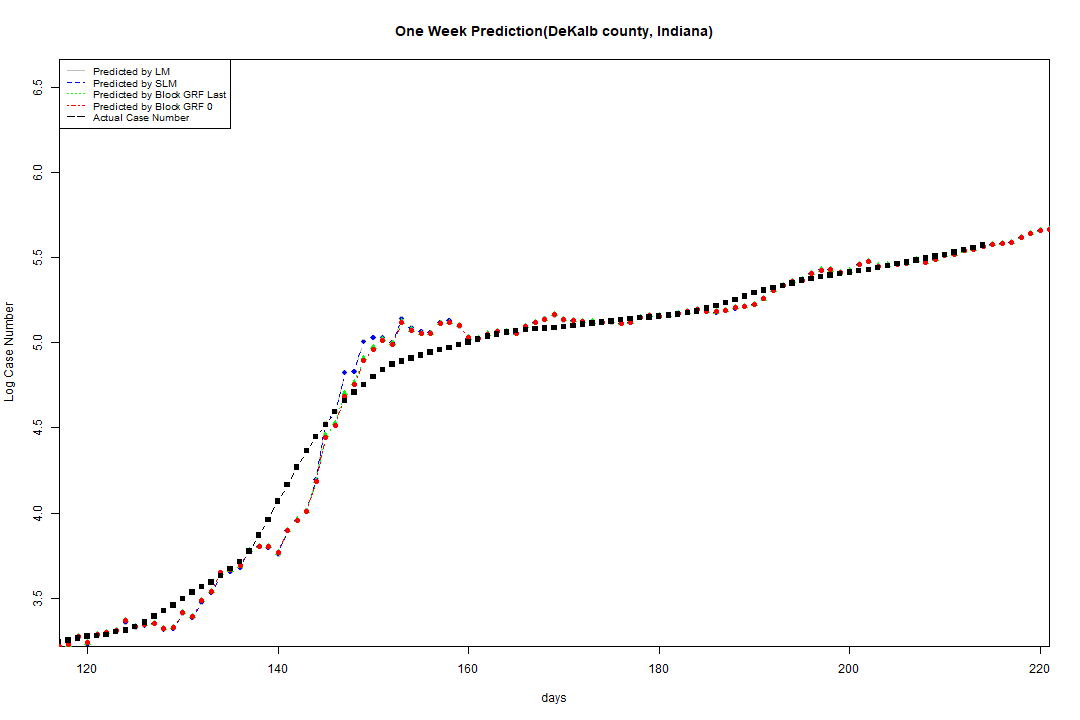 One Week Prediction(DeKalb county, Indiana)
Predicted by LM
Predicted by SLM
Predicted by Block GRF Last
Predicted by Block GRF 0
Actual Case Number
6.5
6.0
5.5
5.0
4.5
4.0
3.5
Log Case Number
120 140 160 180 200 220
days